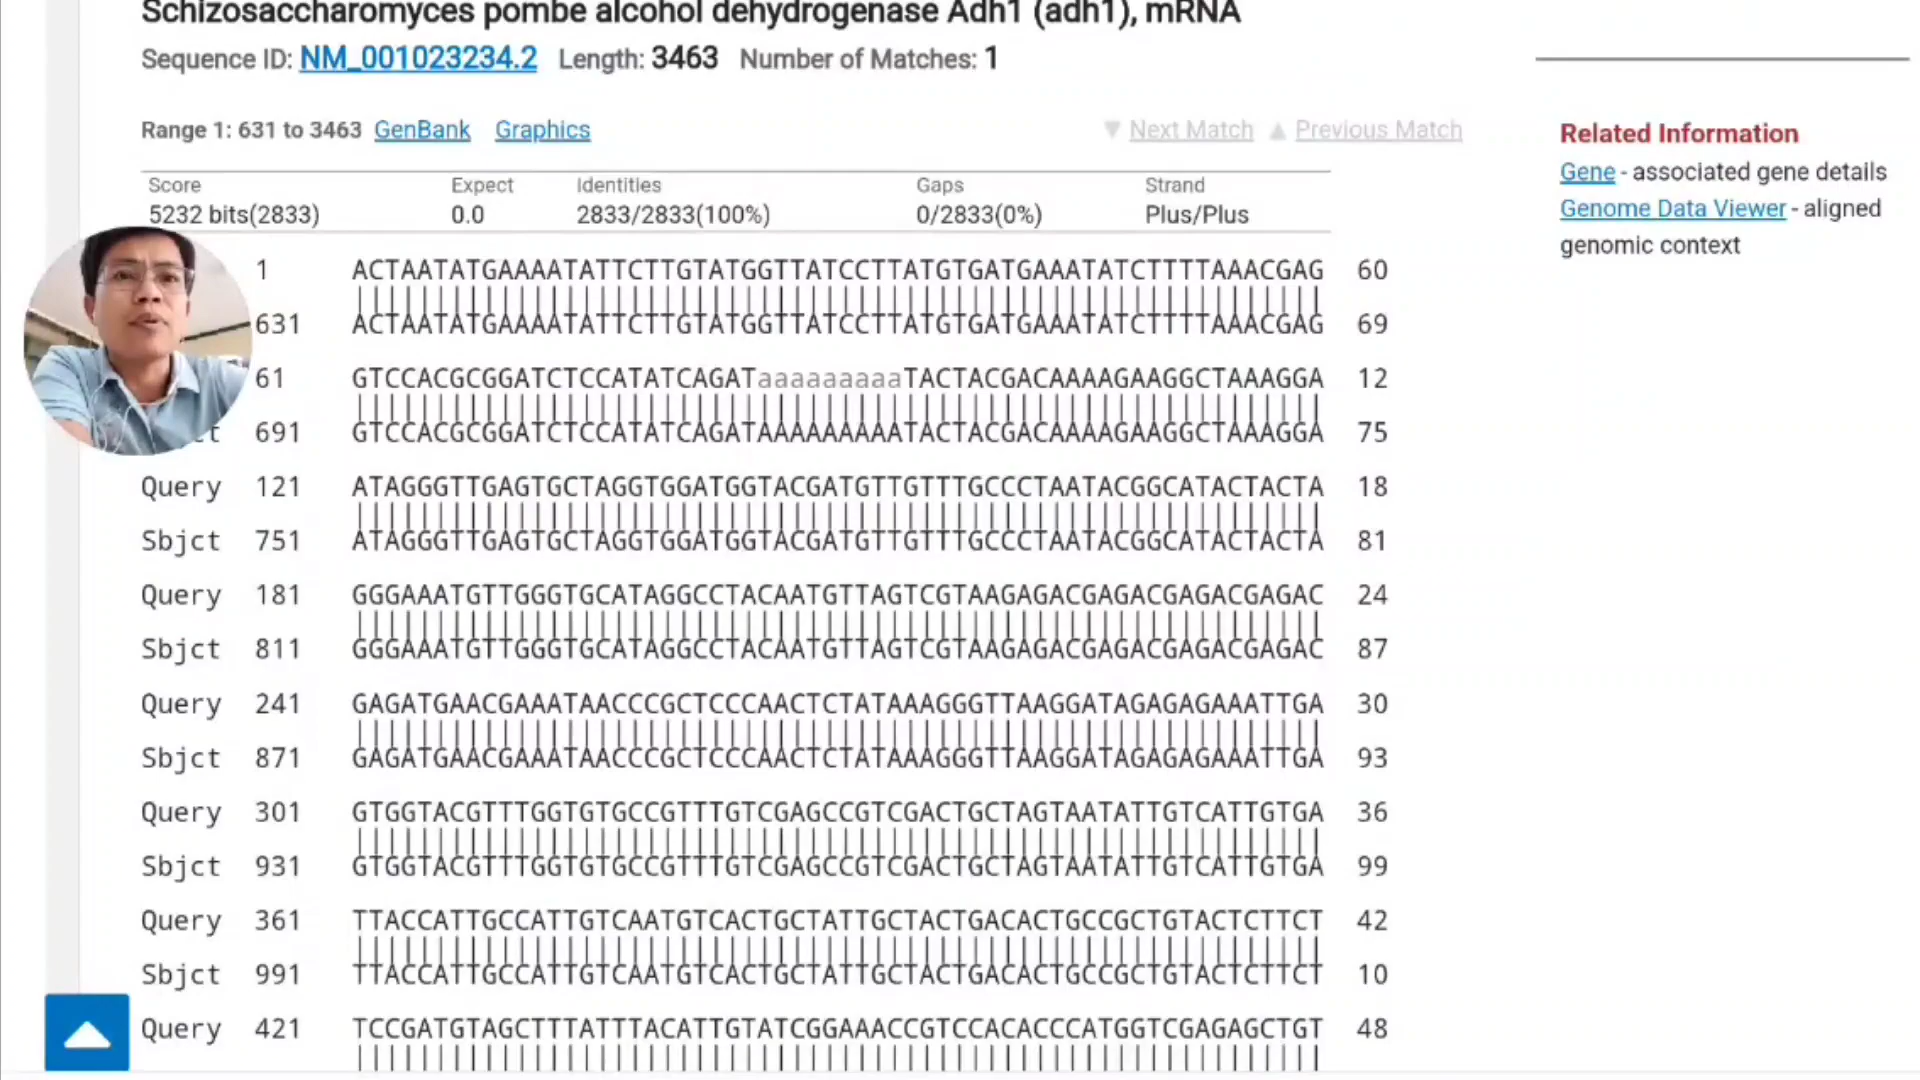 Schizosaccharomyces pombe alcohol dehydrogenase Adh1 (adh1), mRNA
Sequence ID: NM_001023234.2 Length: 3463 Number of Matches: 1
Range 1: 631 to 3463 GenBank Graphics ▼ Next Match ▲ Previous Match
Related Information
Gene - associated gene details
Genome Data Viewer - aligned
genomic context
Score Expect Identities Gaps Strand
5232 bits(2833) 0.0 2833/2833(100%) 0/2833(0%) Plus/Plus
1 ACTAATATGAAAATATTCTTGTATGGTTATCCTTATGTGATGAAATATCTTTTAAACGAG 60
631 ACTAATATGAAAATATTCTTGTATGGTTATCCTTATGTGATGAAATATCTTTTAAACGAG 69
61 GTCCACGCGGATCTCCATATCAGATaaaaaaaaaTACTACGACAAAAGAAGGCTAAAGGA 12
t 691 GTCCACGCGGATCTCCATATCAGATAAAAAAAAATACTACGACAAAAGAAGGCTAAAGGA 75
Query 121 ATAGGGTTGAGTGCTAGGTGGATGGTACGATGTTGTTTGCCCTAATACGGCATACTACTA 18
Sbjct 751 ATAGGGTTGAGTGCTAGGTGGATGGTACGATGTTGTTTGCCCTAATACGGCATACTACTA 81
Query 181 GGGAAATGTTGGGTGCATAGGCCTACAATGTTAGTCGTAAGAGACGAGACGAGACGAGAC 24
Sbjct 811 GGGAAATGTTGGGTGCATAGGCCTACAATGTTAGTCGTAAGAGACGAGACGAGACGAGAC 87
Query 241 GAGATGAACGAAATAACCCGCTCCCAACTCTATAAAGGGTTAAGGATAGAGAGAAATTGA 30
Sbjct 871 GAGATGAACGAAATAACCCGCTCCCAACTCTATAAAGGGTTAAGGATAGAGAGAAATTGA 93
Query 301 GTGGTACGTTTGGTGTGCCGTTTGTCGAGCCGTCGACTGCTAGTAATATTGTCATTGTGA 36
Sbjct 931 GTGGTACGTTTGGTGTGCCGTTTGTCGAGCCGTCGACTGCTAGTAATATTGTCATTGTGA 99
Query 361 TTACCATTGCCATTGTCAATGTCACTGCTATTGCTACTGACACTGCCGCTGTACTCTTCT 42
Sbjct 991 TTACCATTGCCATTGTCAATGTCACTGCTATTGCTACTGACACTGCCGCTGTACTCTTCT 10
Query 421 TCCGATGTAGCTTTATTTACATTGTATCGGAAACCGTCCACACCCATGGTCGAGAGCTGT 48